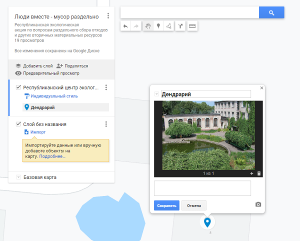 Люди вместе - мусор раздельно
Республиканская экологическая
акция по вопросам раздельного сбора отходов
и других вторичных материальных ресурсов
19 просмотров
Все изменения сохранены на Google Диске
Добавить слой
Поделиться
Предварительный просмотр
Республиканский центр эколог...
Индивидуальный стиль
Дендрарий
Слой без названия
Импорт
Импортируйте данные или вручную
добавьте объекты на
карту. Подробнее...
Базовая карта
Дендрарий
1 из 1
Сохранить
Отмена